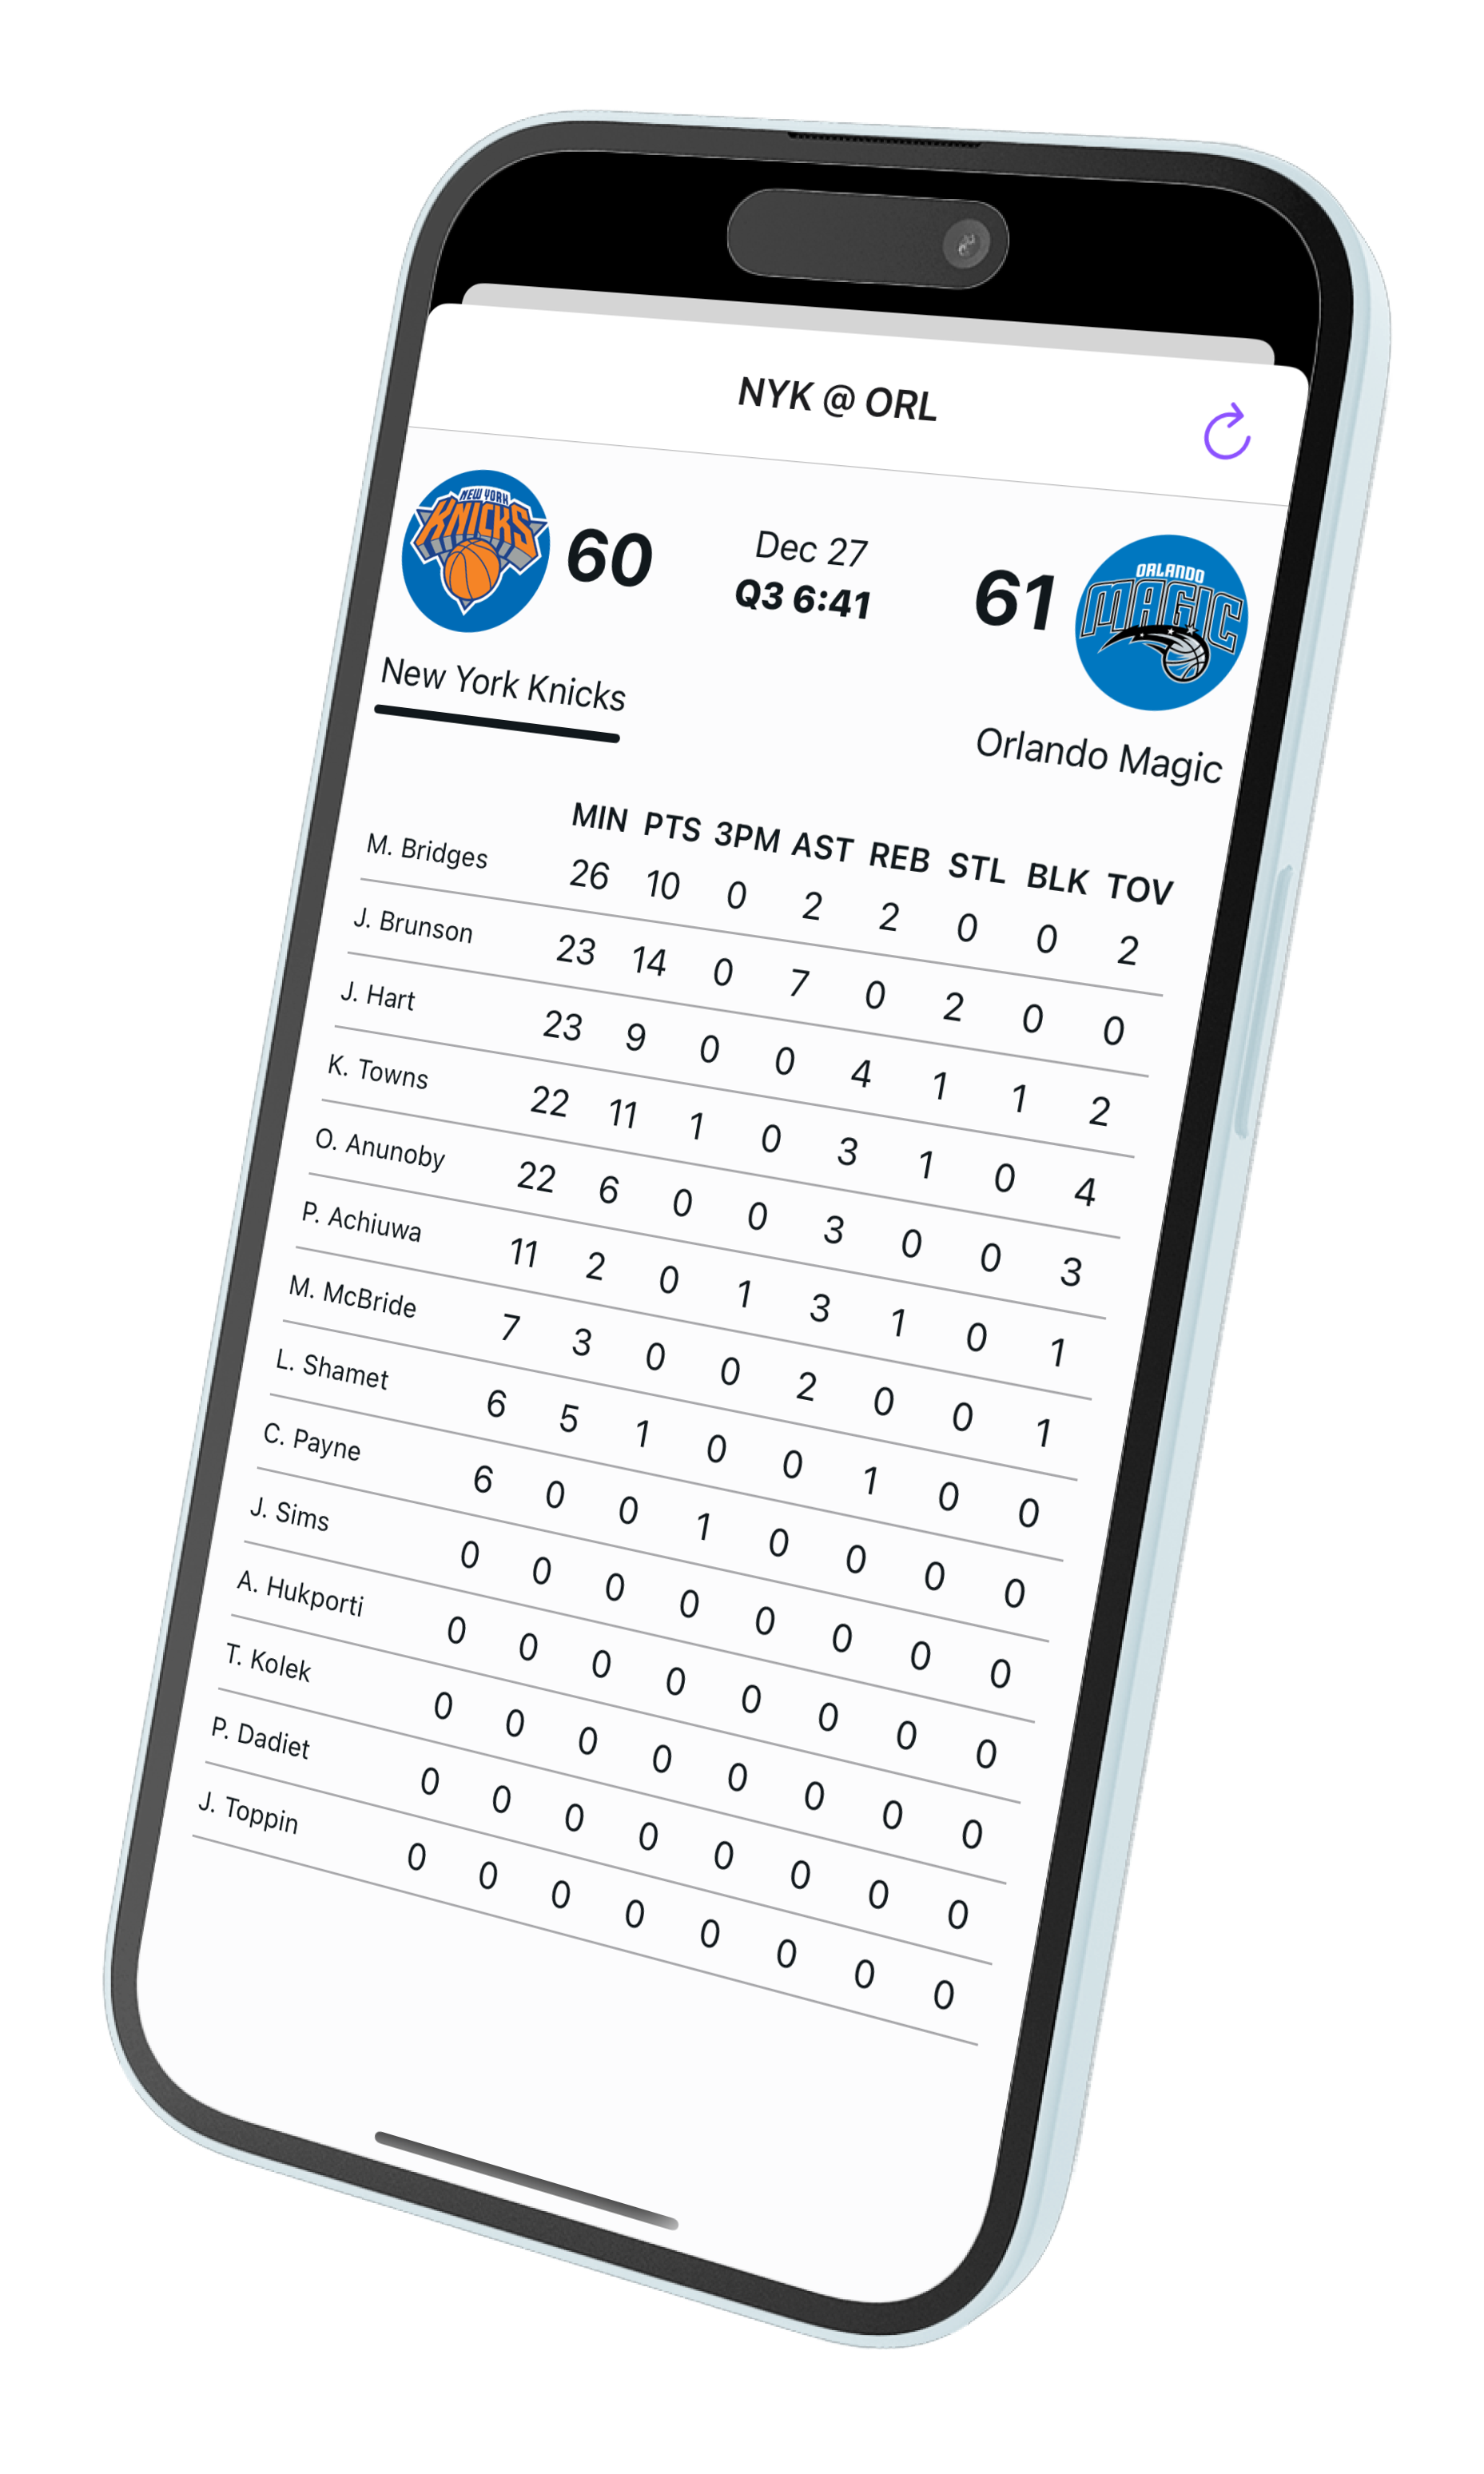 NYK @ ORL
NEW YORK
KNICKS
60
Dec 27
Q3 6:41
61
ORLANDO
MAGIC
New York Knicks
Orlando Magic
MIN PTS 3PM AST REB STL BLK TOV
M. Bridges 26 10 0 2 2 0 0 2
J. Brunson 23 14 0 7 0 2 0 0
J. Hart 23 9 0 0 4 1 1 2
K. Towns 22 11 1 0 3 1 0 4
O. Anunoby 22 6 0 0 3 0 0 3
P. Achiuwa 11 2 0 1 3 1 0 1
M. McBride 7 3 0 0 2 0 0 1
L. Shamet 6 5 1 0 0 1 0 0
C. Payne 6 0 0 1 0 0 0 0
J. Sims 0 0 0 0 0 0 0 0
A. Hukporti 0 0 0 0 0 0 0 0
T. Kolek 0 0 0 0 0 0 0 0
P. Dadiet 0 0 0 0 0 0 0 0
J. Toppin 0 0 0 0 0 0 0 0